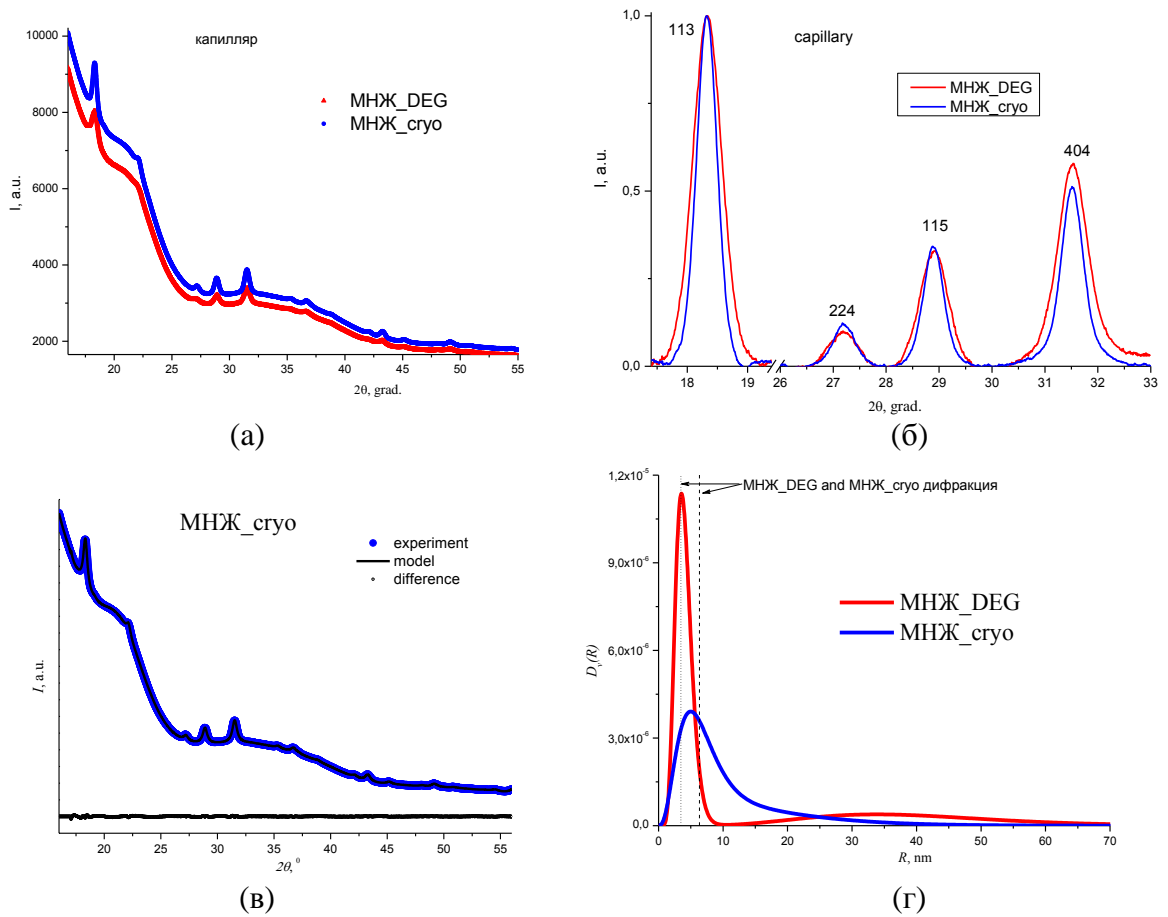 10000
8000
6000
4000
2000
I, a.u.
капилляр
МНЖ_DEG
МНЖ_cryo
20 25 30 35 40 45 50 55
2θ, grad.
(а)
1,0
0,5
0,0
I, a.u.
113
capillary
МНЖ_DEG
МНЖ_cryo
404
115
224
18 19 26 27 28 29 30 31 32 33
2θ, grad.
(б)
МНЖ_cryo
experiment
model
difference
I, a.u.
20 25 30 35 40 45 50 55
2θ, °
(в)
1,2x10⁻⁵
9,0x10⁻⁶
6,0x10⁻⁶
3,0x10⁻⁶
0,0
Dᵥ(R)
МНЖ_DEG and МНЖ_cryo дифракция
МНЖ_DEG
МНЖ_cryo
0 10 20 30 40 50 60 70
R, nm
(г)